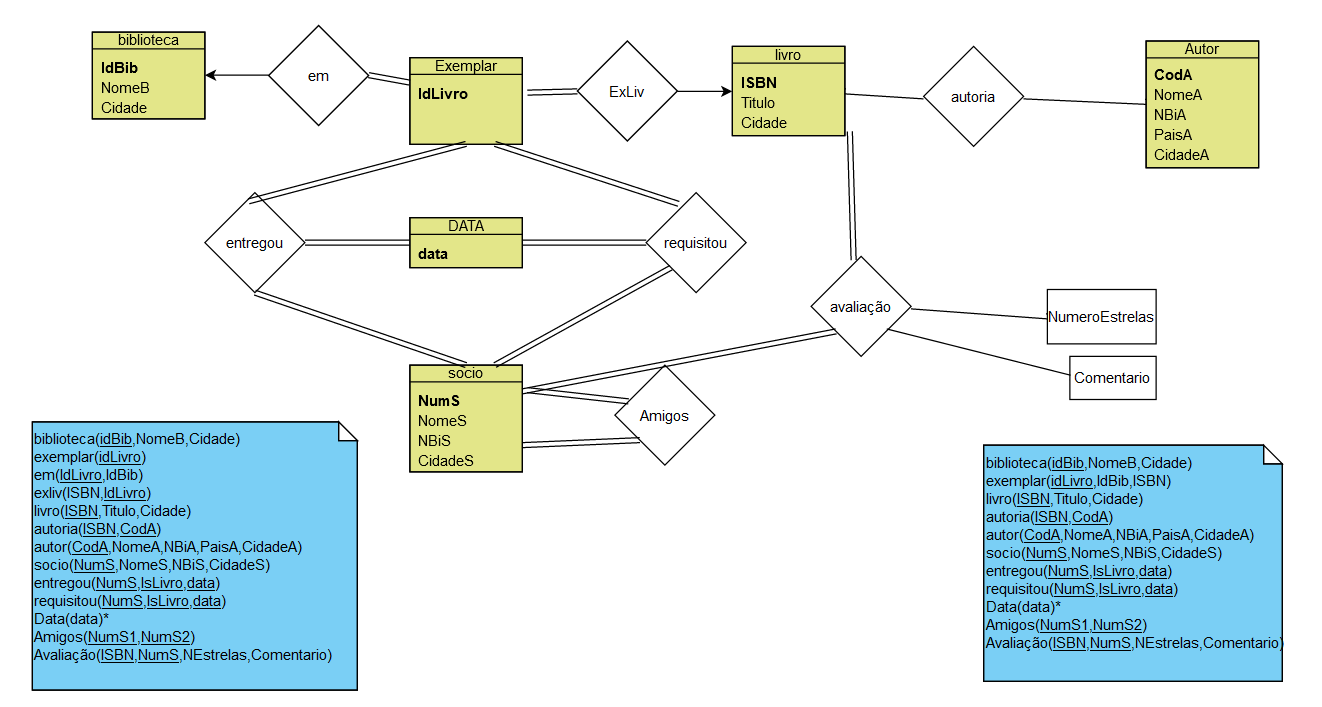 biblioteca
IdBib
NomeB
Cidade
em
Exemplar
IdLivro
ExLiv
livro
ISBN
Titulo
Cidade
autoria
Autor
CodA
NomeA
NBiA
PaisA
CidadeA
entregou
DATA
data
requisitou
avaliação
NumeroEstrelas
Comentario
socio
NumS
NomeS
NBiS
CidadeS
Amigos
biblioteca(idBib,NomeB,Cidade)
exemplar(idLivro)
em(IdLivro,IdBib)
exliv(ISBN,IdLivro)
livro(ISBN,Titulo,Cidade)
autoria(ISBN,CodA)
autor(CodA,NomeA,NBiA,PaisA,CidadeA)
socio(NumS,NomeS,NBiS,CidadeS)
entregou(NumS,IsLivro,data)
requisitou(NumS,IsLivro,data)
Data(data)*
Amigos(NumS1,NumS2)
Avaliação(ISBN,NumS,NEstrelas,Comentario)
biblioteca(idBib,NomeB,Cidade)
exemplar(idLivro,IdBib,ISBN)
livro(ISBN,Titulo,Cidade)
autoria(ISBN,CodA)
autor(CodA,NomeA,NBiA,PaisA,CidadeA)
socio(NumS,NomeS,NBiS,CidadeS)
entregou(NumS,IsLivro,data)
requisitou(NumS,IsLivro,data)
Data(data)*
Amigos(NumS1,NumS2)
Avaliação(ISBN,NumS,NEstrelas,Comentario)